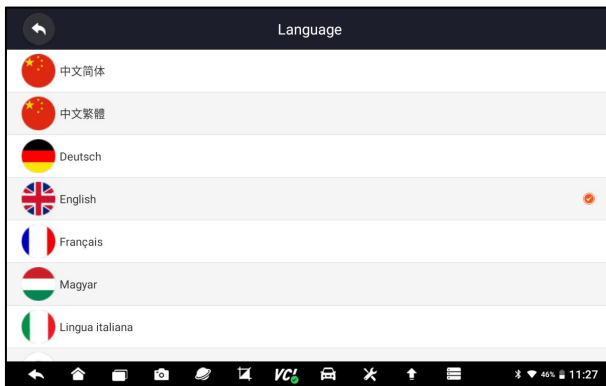 Language
中文简体
中文繁體
Deutsch
English
Français
Magyar
Lingua italiana
VCI 46% 11:27